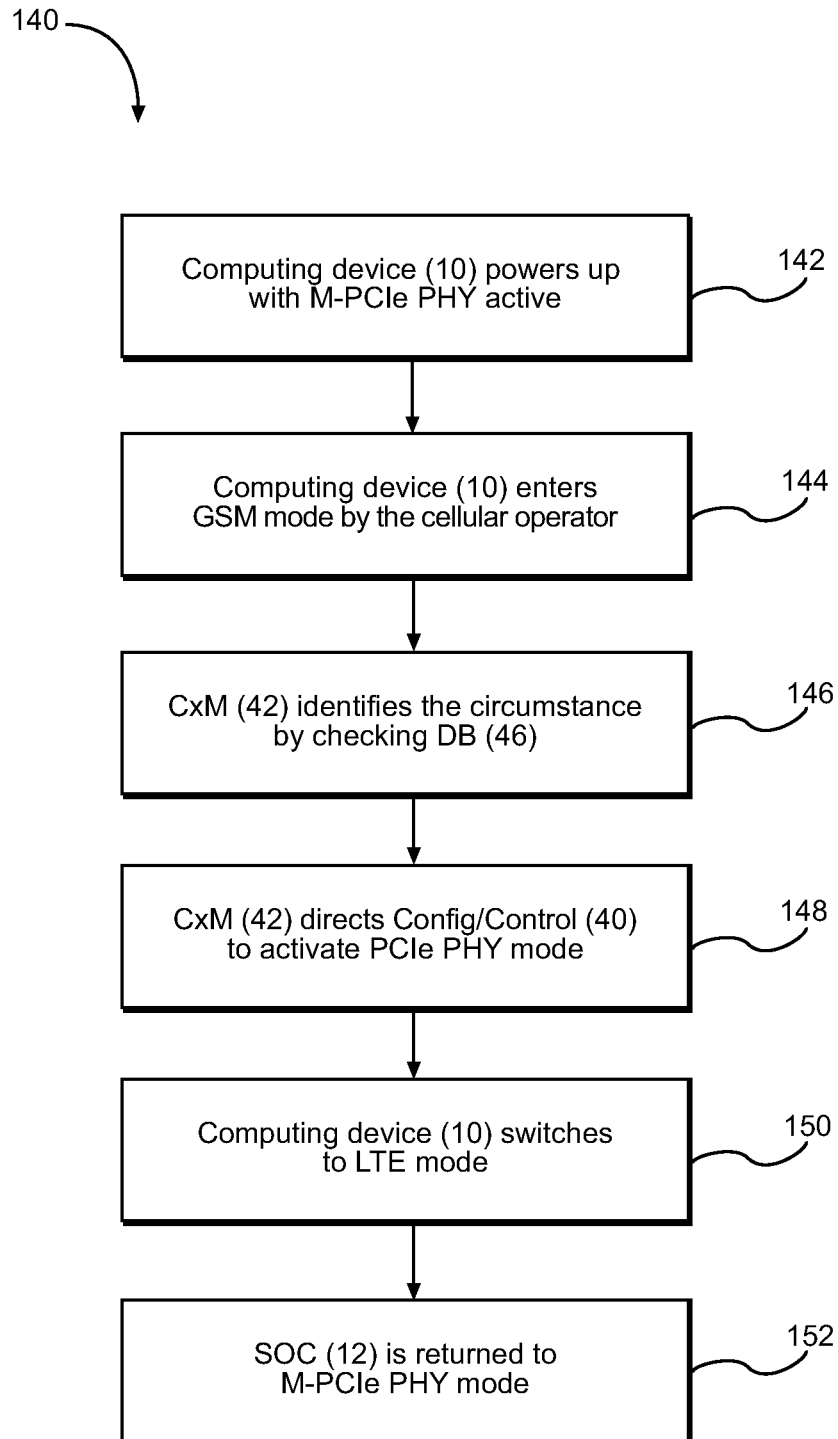 140
Computing device (10) powers up
with M-PCIe PHY active
142
Computing device (10) enters
GSM mode by the cellular operator
144
CxM (42) identifies the circumstance
by checking DB (46)
146
CxM (42) directs Config/Control (40)
to activate PCIe PHY mode
148
Computing device (10) switches
to LTE mode
150
SOC (12) is returned to
M-PCIe PHY mode
152